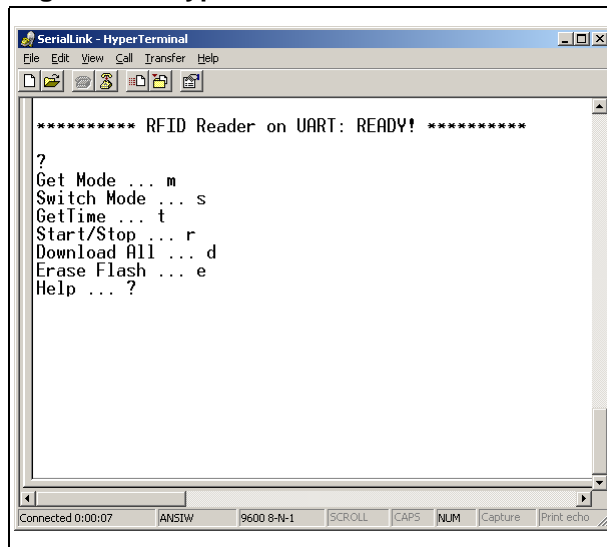 SerialLink - HyperTerminal
File Edit View Call Transfer Help
********** RFID Reader on UART: READY! **********
?
Get Mode ... m
Switch Mode ... s
GetTime ... t
Start/Stop ... r
Download All ... d
Erase Flash ... e
Help ... ?
Connected 0:00:07 ANSIW 9600 8-N-1 SCROLL CAPS NUM Capture Print echo